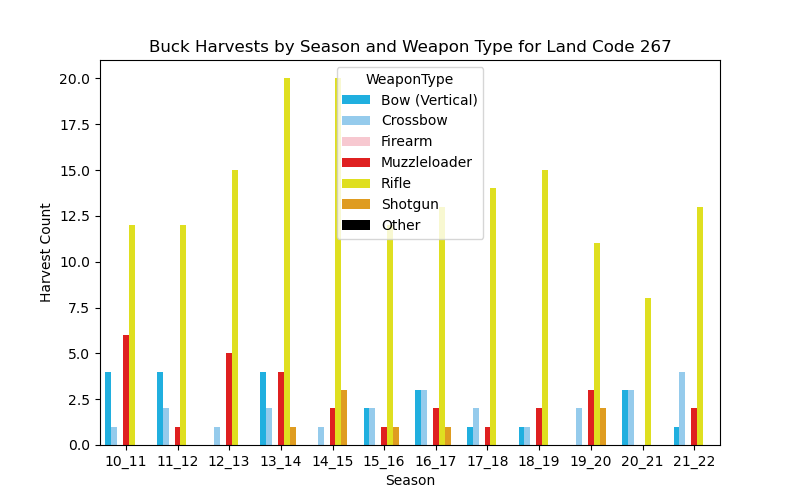 Buck Harvests by Season and Weapon Type for Land Code 267
WeaponType
Bow (Vertical)
Crossbow
Firearm
Muzzleloader
Rifle
Shotgun
Other
20.0
17.5
15.0
12.5
10.0
7.5
5.0
2.5
0.0
Harvest Count
10_11 11_12 12_13 13_14 14_15 15_16 16_17 17_18 18_19 19_20 20_21 21_22
Season